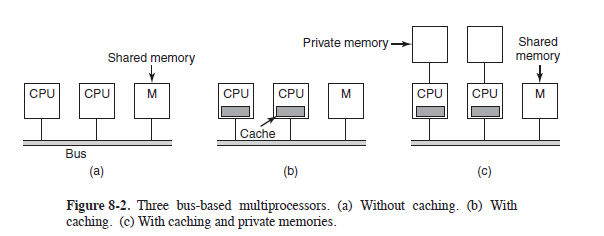 Private memory
Shared
memory
Shared memory
CPU CPU M
CPU CPU M
CPU CPU M
Cache
Bus
(a) (b) (c)
Figure 8-2. Three bus-based multiprocessors. (a) Without caching. (b) With
caching. (c) With caching and private memories.